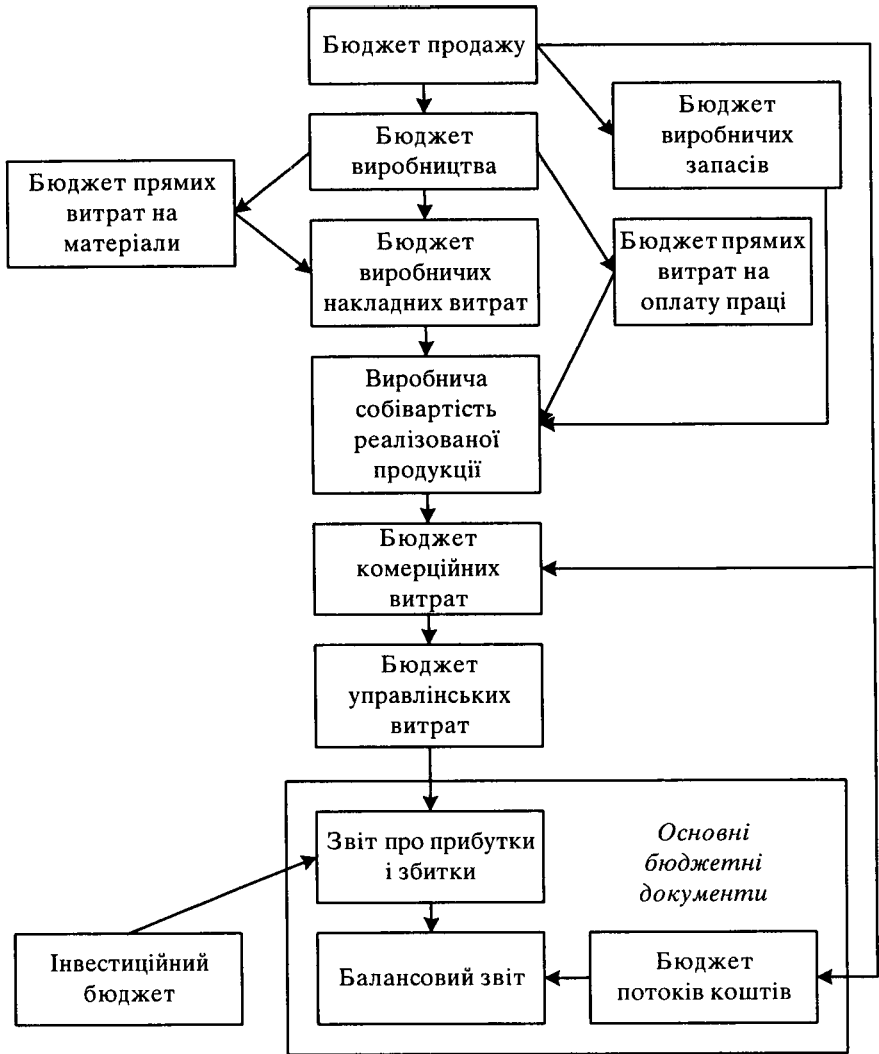 Бюджет продажу
Бюджет
виробничих
запасів
Бюджет
виробництва
Бюджет прямих
витрат на
матеріали
Бюджет
виробничих
накладних витрат
Бюджет прямих
витрат на
оплату праці
Виробнича
собівартість
реалізованої
продукції
Бюджет
комерційних
витрат
Бюджет
управлінських
витрат
Звіт про прибутки
і збитки
Основні
бюджетні
документи
Інвестиційний
бюджет
Балансовий звіт
Бюджет
потоків коштів